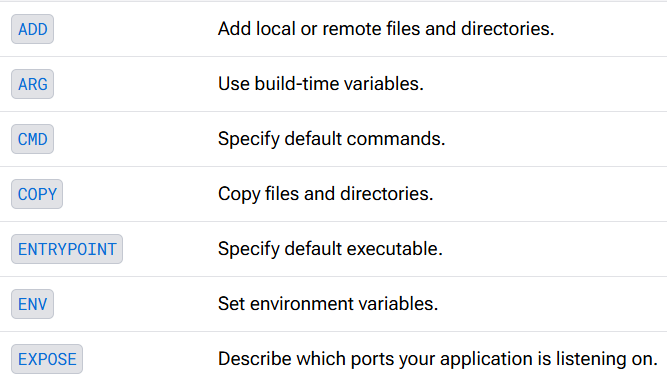 ADD Add local or remote files and directories.
ARG Use build-time variables.
CMD Specify default commands.
COPY Copy files and directories.
ENTRYPOINT Specify default executable.
ENV Set environment variables.
EXPOSE Describe which ports your application is listening on.